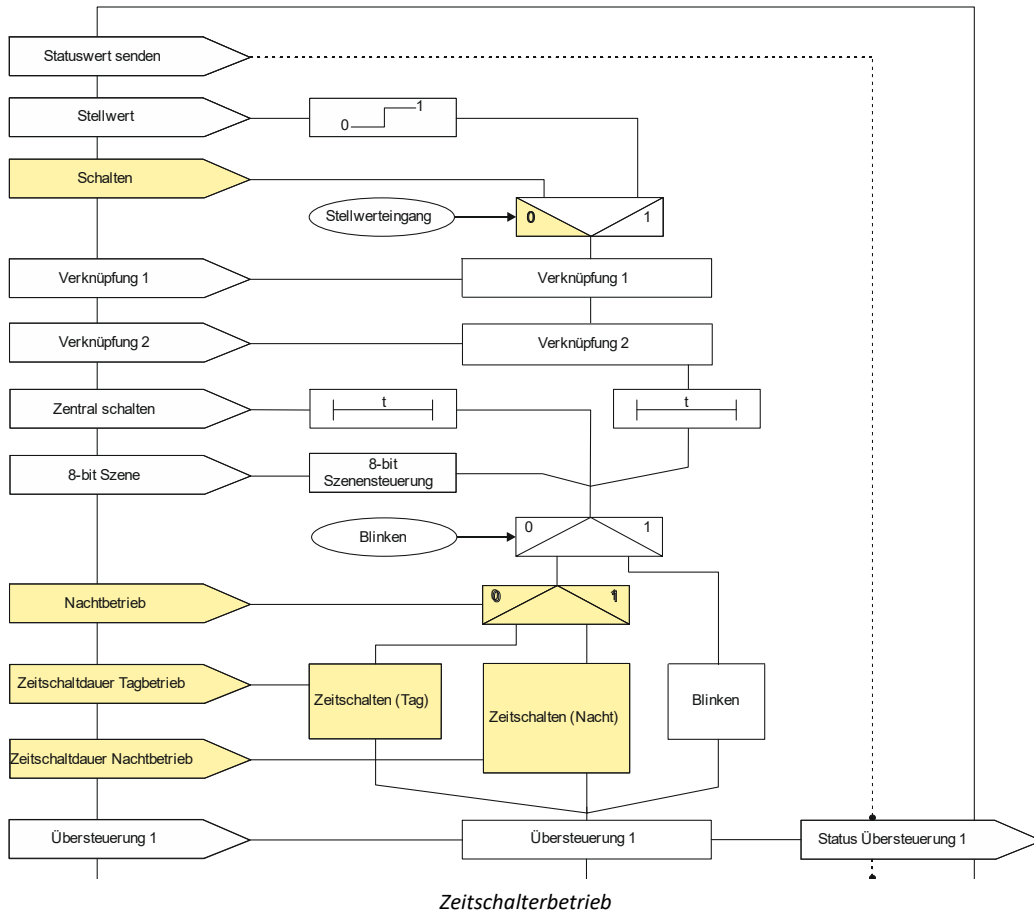 Statuswert senden
Stellwert
0
1
Schalten
Stellwerteingang
0
1
Verknüpfung 1
Verknüpfung 1
Verknüpfung 2
Verknüpfung 2
Zentral schalten
t
t
8-bit Szene
8-bit
Szenensteuerung
Blinken
0
1
Nachtbetrieb
0
1
Zeitschaltdauer Tagbetrieb
Zeitschalten (Tag)
Zeitschalten (Nacht)
Blinken
Zeitschaltdauer Nachtbetrieb
Übersteuerung 1
Übersteuerung 1
Status Übersteuerung 1
Zeitschalterbetrieb